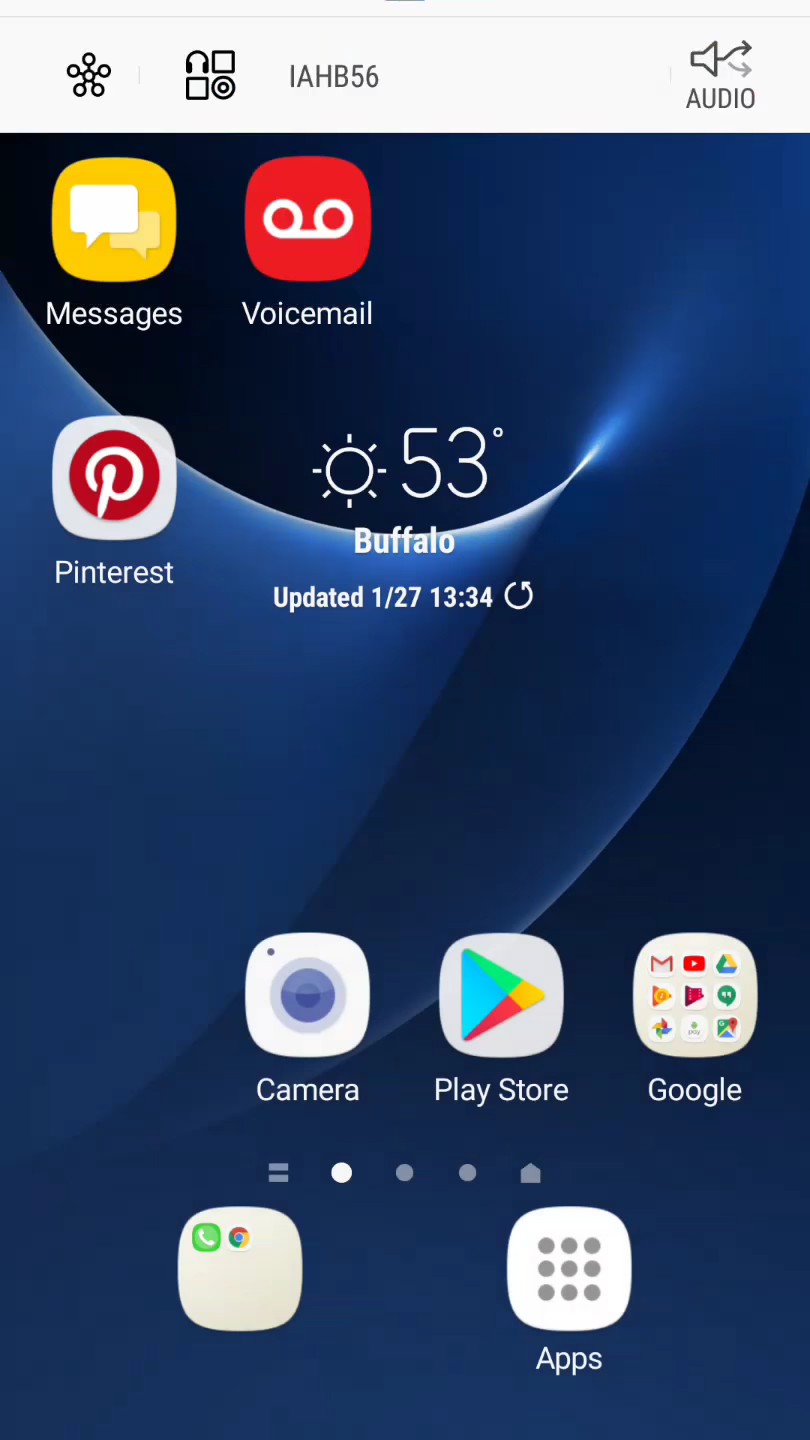 IAHB56
AUDIO
Messages
Voicemail
Pinterest
53°
Buffalo
Updated 1/27 13:34
Camera
Play Store
Google
Apps